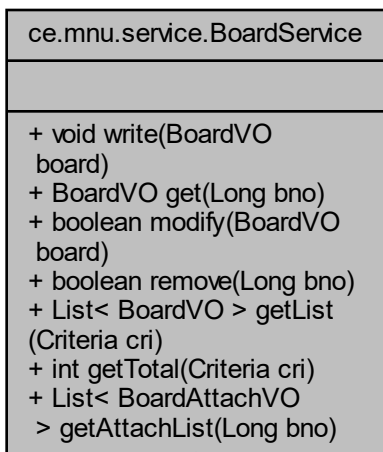 ce.mnu.service.BoardService
+ void write(BoardVO
board)
+ BoardVO get(Long bno)
+ boolean modify(BoardVO
board)
+ boolean remove(Long bno)
+ List< BoardVO > getList
(Criteria cri)
+ int getTotal(Criteria cri)
+ List< BoardAttachVO
> getAttachList(Long bno)